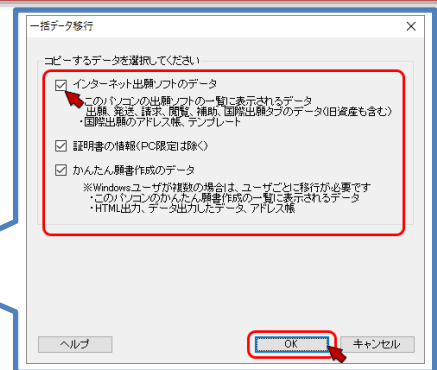 一括データ移行
コピーするデータを選択してください
インターネット出願ソフトのデータ
・このパソコンの出願ソフトの一覧に表示されるデータ
出願、発送、請求、閲覧、補助、国際出願タブのデータ(旧資産も含む)
・国際出願のアドレス帳、テンプレート
証明書の情報(PC限定は除く)
かんたん願書作成のデータ
※Windowsユーザが複数の場合は、ユーザごとに移行が必要です
・このパソコンのかんたん願書作成の一覧に表示されるデータ
・HTML出力、データ出力したデータ、アドレス帳
ヘルプ
OK
キャンセル